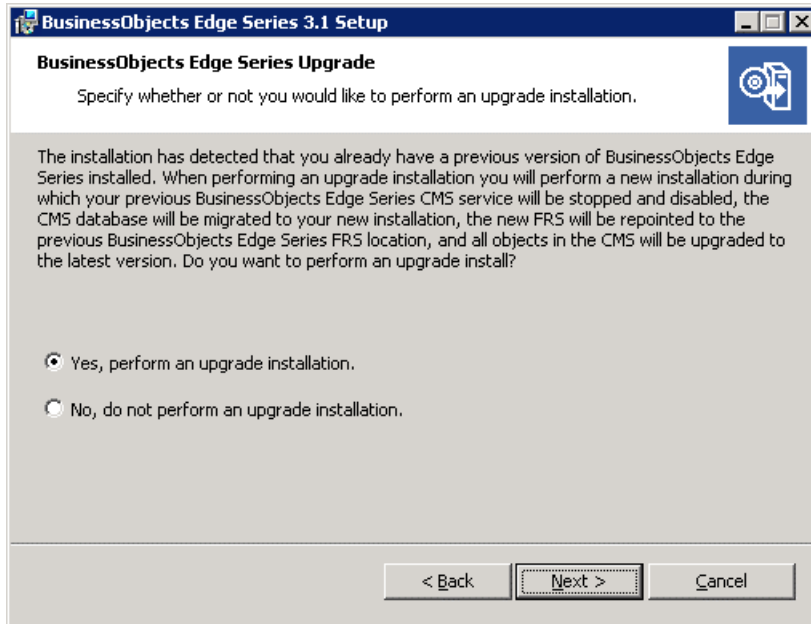 BusinessObjects Edge Series 3.1 Setup
BusinessObjects Edge Series Upgrade
Specify whether or not you would like to perform an upgrade installation.
The installation has detected that you already have a previous version of BusinessObjects Edge
Series installed. When performing an upgrade installation you will perform a new installation during
which your previous BusinessObjects Edge Series CMS service will be stopped and disabled, the
CMS database will be migrated to your new installation, the new FRS will be repointed to the
previous BusinessObjects Edge Series FRS location, and all objects in the CMS will be upgraded to
the latest version. Do you want to perform an upgrade install?
Yes, perform an upgrade installation.
No, do not perform an upgrade installation.
< Back Next > Cancel